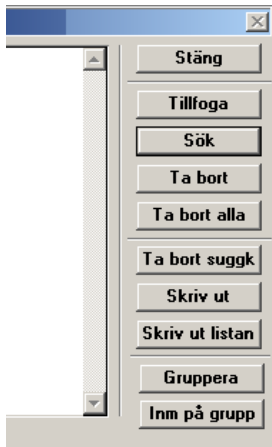 Stäng
Tillfoga
Sök
Ta bort
Ta bort alla
Ta bort suggk
Skriv ut
Skriv ut listan
Gruppera
Inm på grupp